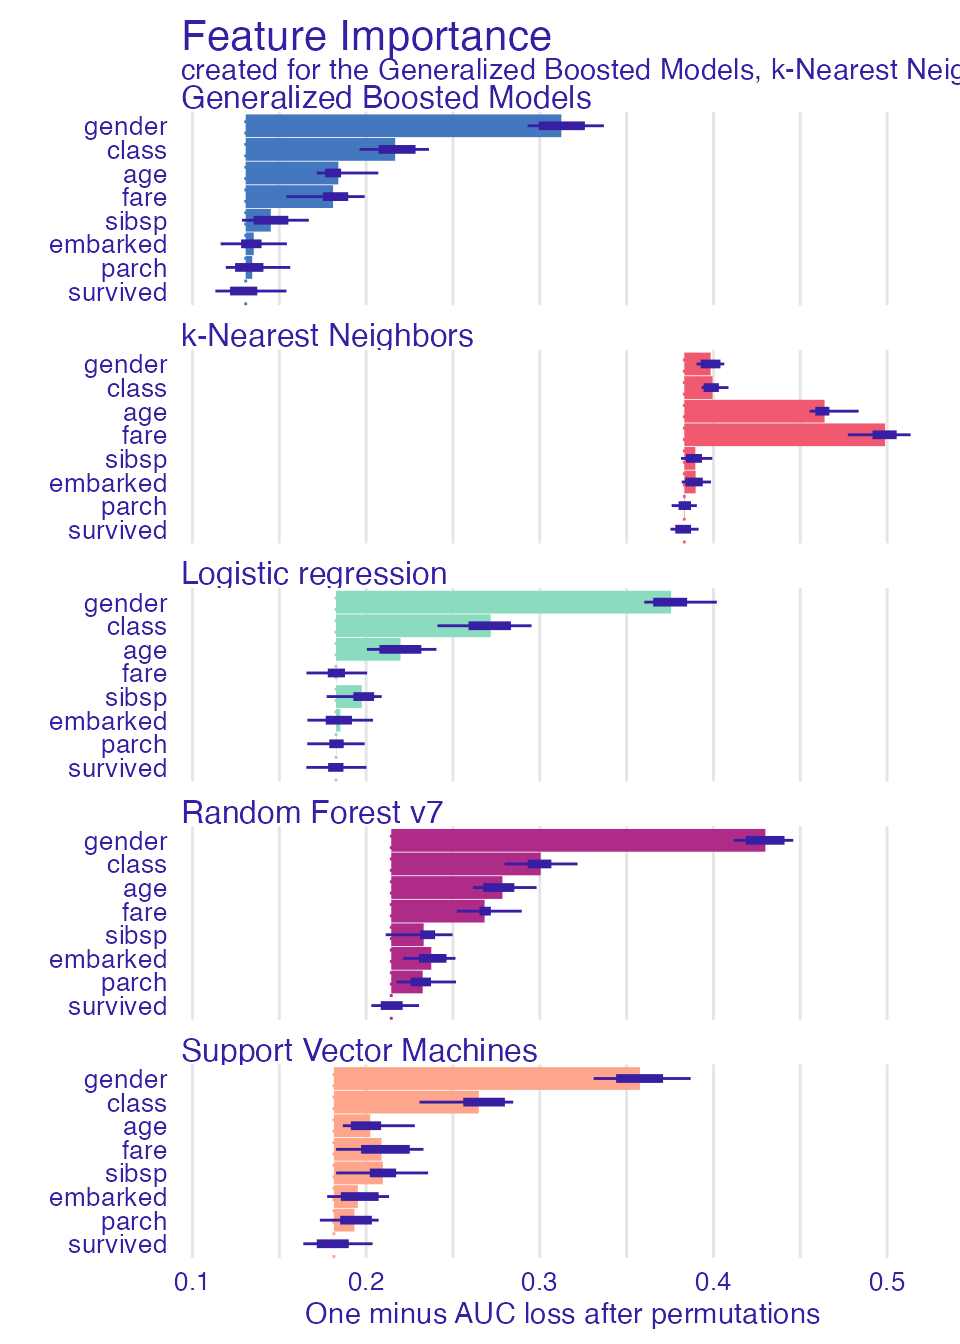 Feature Importance
created for the Generalized Boosted Models, k-Nearest Neig
Generalized Boosted Models
gender
class
age
fare
sibsp
embarked
parch
survived
k-Nearest Neighbors
gender
class
age
fare
sibsp
embarked
parch
survived
Logistic regression
gender
class
age
fare
sibsp
embarked
parch
survived
Random Forest v7
gender
class
age
fare
sibsp
embarked
parch
survived
Support Vector Machines
gender
class
age
fare
sibsp
embarked
parch
survived
0.1 0.2 0.3 0.4 0.5
One minus AUC loss after permutations